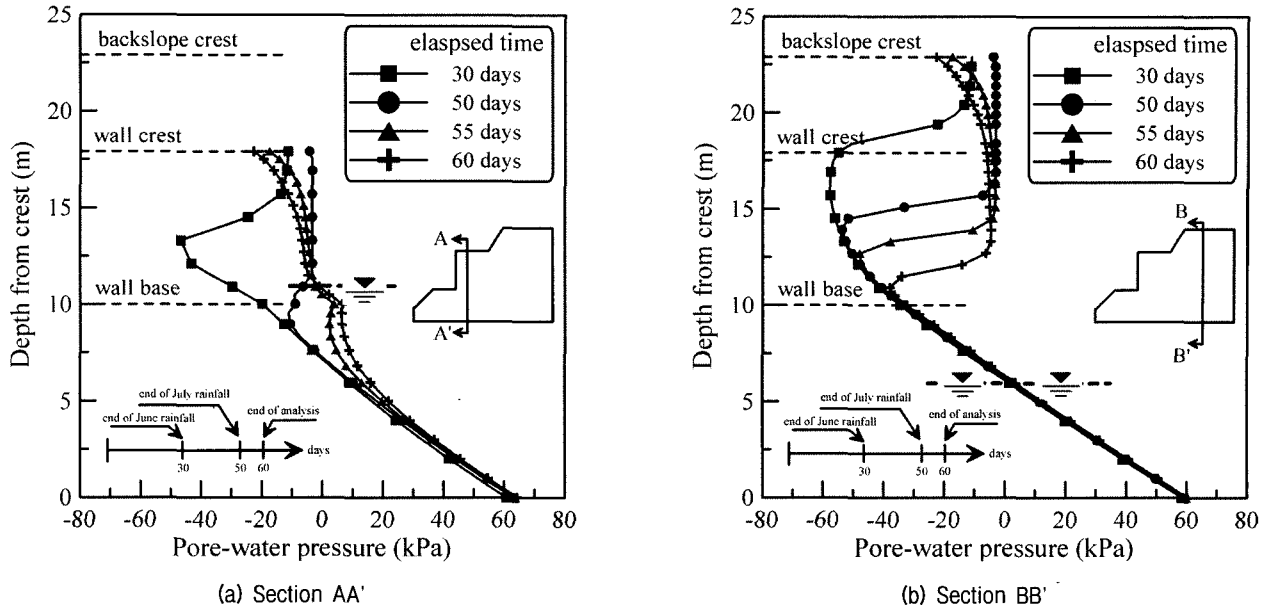 25
20
15
10
5
0
Depth from crest (m)
backslope crest
wall crest
wall base
elaspsed time
30 days
50 days
55 days
60 days
A
A'
end of July rainfall
end of June rainfall
end of analysis
30
50
60
days
-80
-60
-40
-20
0
20
40
60
80
Pore-water pressure (kPa)
(a) Section AA'
25
20
15
10
5
0
Depth from crest (m)
backslope crest
wall crest
wall base
elaspsed time
30 days
50 days
55 days
60 days
B
B'
end of July rainfall
end of June rainfall
end of analysis
30
50
60
days
-80
-60
-40
-20
0
20
40
60
80
Pore-water pressure (kPa)
(b) Section BB'